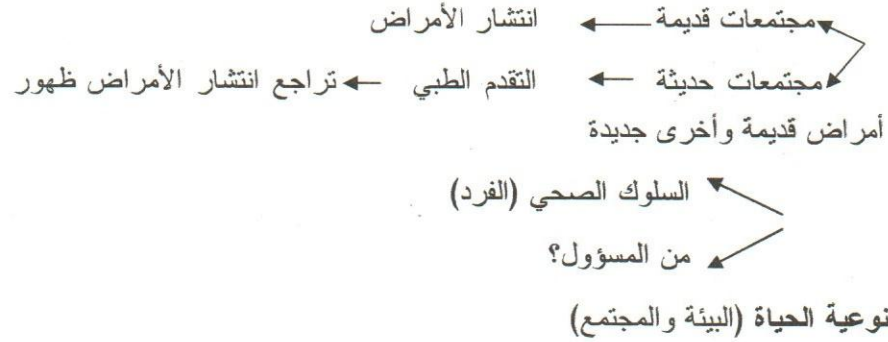 مجتمعات قديمة ← انتشار الأمراض
مجتمعات حديثة ← التقدم الطبي ← تراجع انتشار الأمراض ظهور
أمراض قديمة وأخرى جديدة
السلوك الصحي (الفرد)
من المسؤول؟
نوعية الحياة (البيئة والمجتمع)